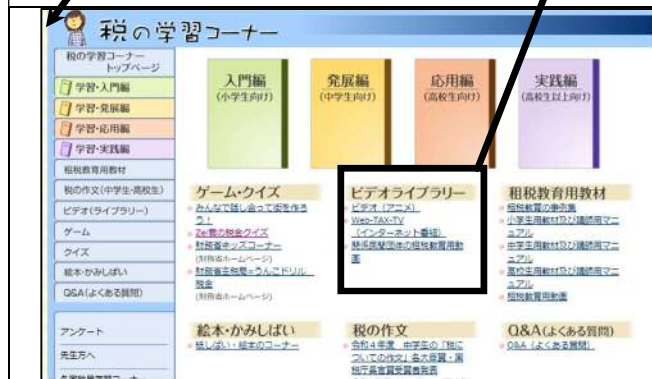 税の学習コーナー
税の学習コーナー
トップページ
学習・入門編
学習・発展編
学習・応用編
学習・実践編
租税教育用教材
税の作文(中学生・高校生)
ビデオ(ライブラリー)
ゲーム
クイズ
絵本・かみしばい
Q&A(よくある質問)
アンケート
先生方へ
入門編
(小学生向け)
発展編
(中学生向け)
応用編
(高校生向け)
実践編
(高校生以上向け)
ゲーム・クイズ
みんなで話し合って街を作ろ
う!
Zei君の税金クイズ
財務省キッズコーナー
(財務省ホームページ)
財務省主税局×うんこドリル
税金
(財務省ホームページ)
ビデオライブラリー
ビデオ(アニメ)
Web-TAX-TV
(インターネット番組)
関係民間団体の租税教育用動
画
租税教育用教材
租税教育の事例集
小学生用教材及び講師用マニ
ュアル
中学生用教材及び講師用マニ
ュアル
高校生用教材及び講師用マニ
ュアル
租税教育用動画
絵本・かみしばい
紙しばい・絵本のコーナー
税の作文
令和4年度 中学生の「税に
ついての作文」各大臣賞・国
税庁長官賞受賞者発表
Q&A(よくある質問)
Q&A(よくある質問)